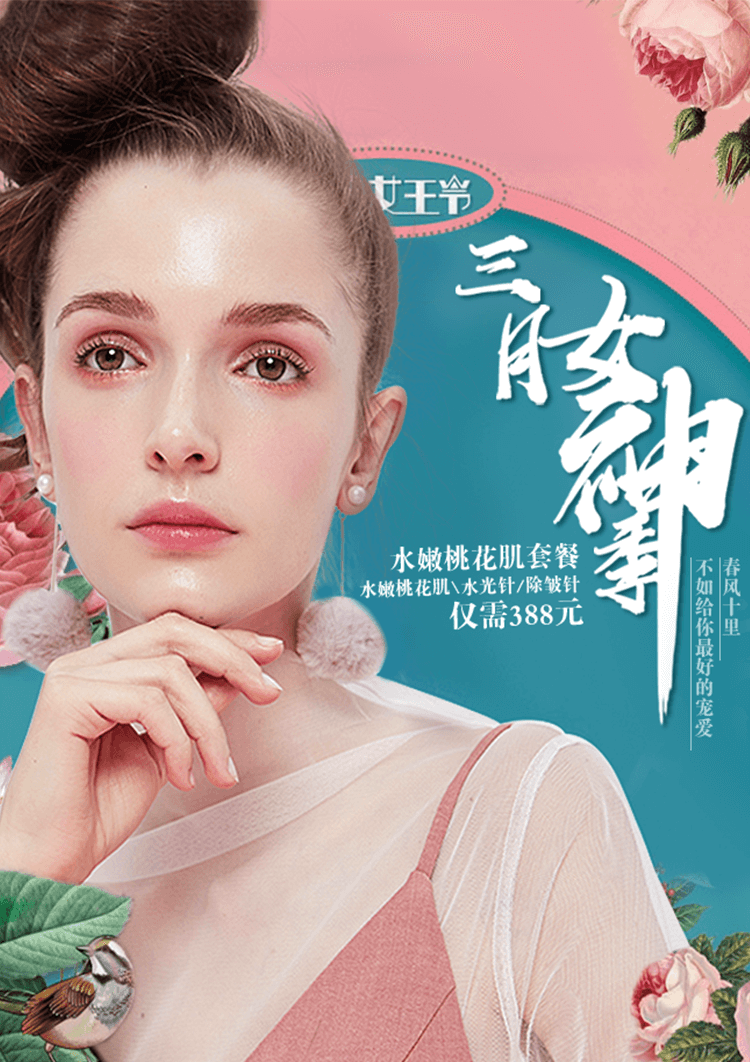 女王节
三月女神季
水嫩桃花肌套餐
水嫩桃花肌\水光针/除皱针
仅需388元
春风十里
不如给你最好的宠爱